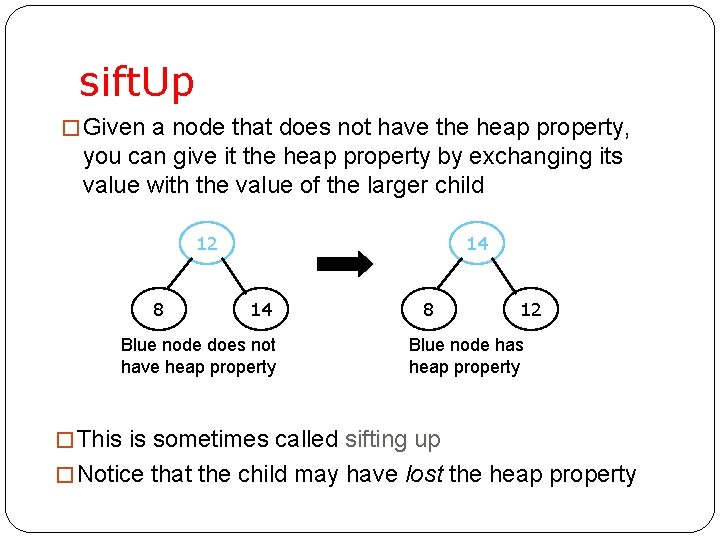 sift.Up
Given a node that does not have the heap property,
you can give it the heap property by exchanging its
value with the value of the larger child
12
14
8
14
8
12
Blue node does not
have heap property
Blue node has
heap property
This is sometimes called sifting up
Notice that the child may have lost the heap property